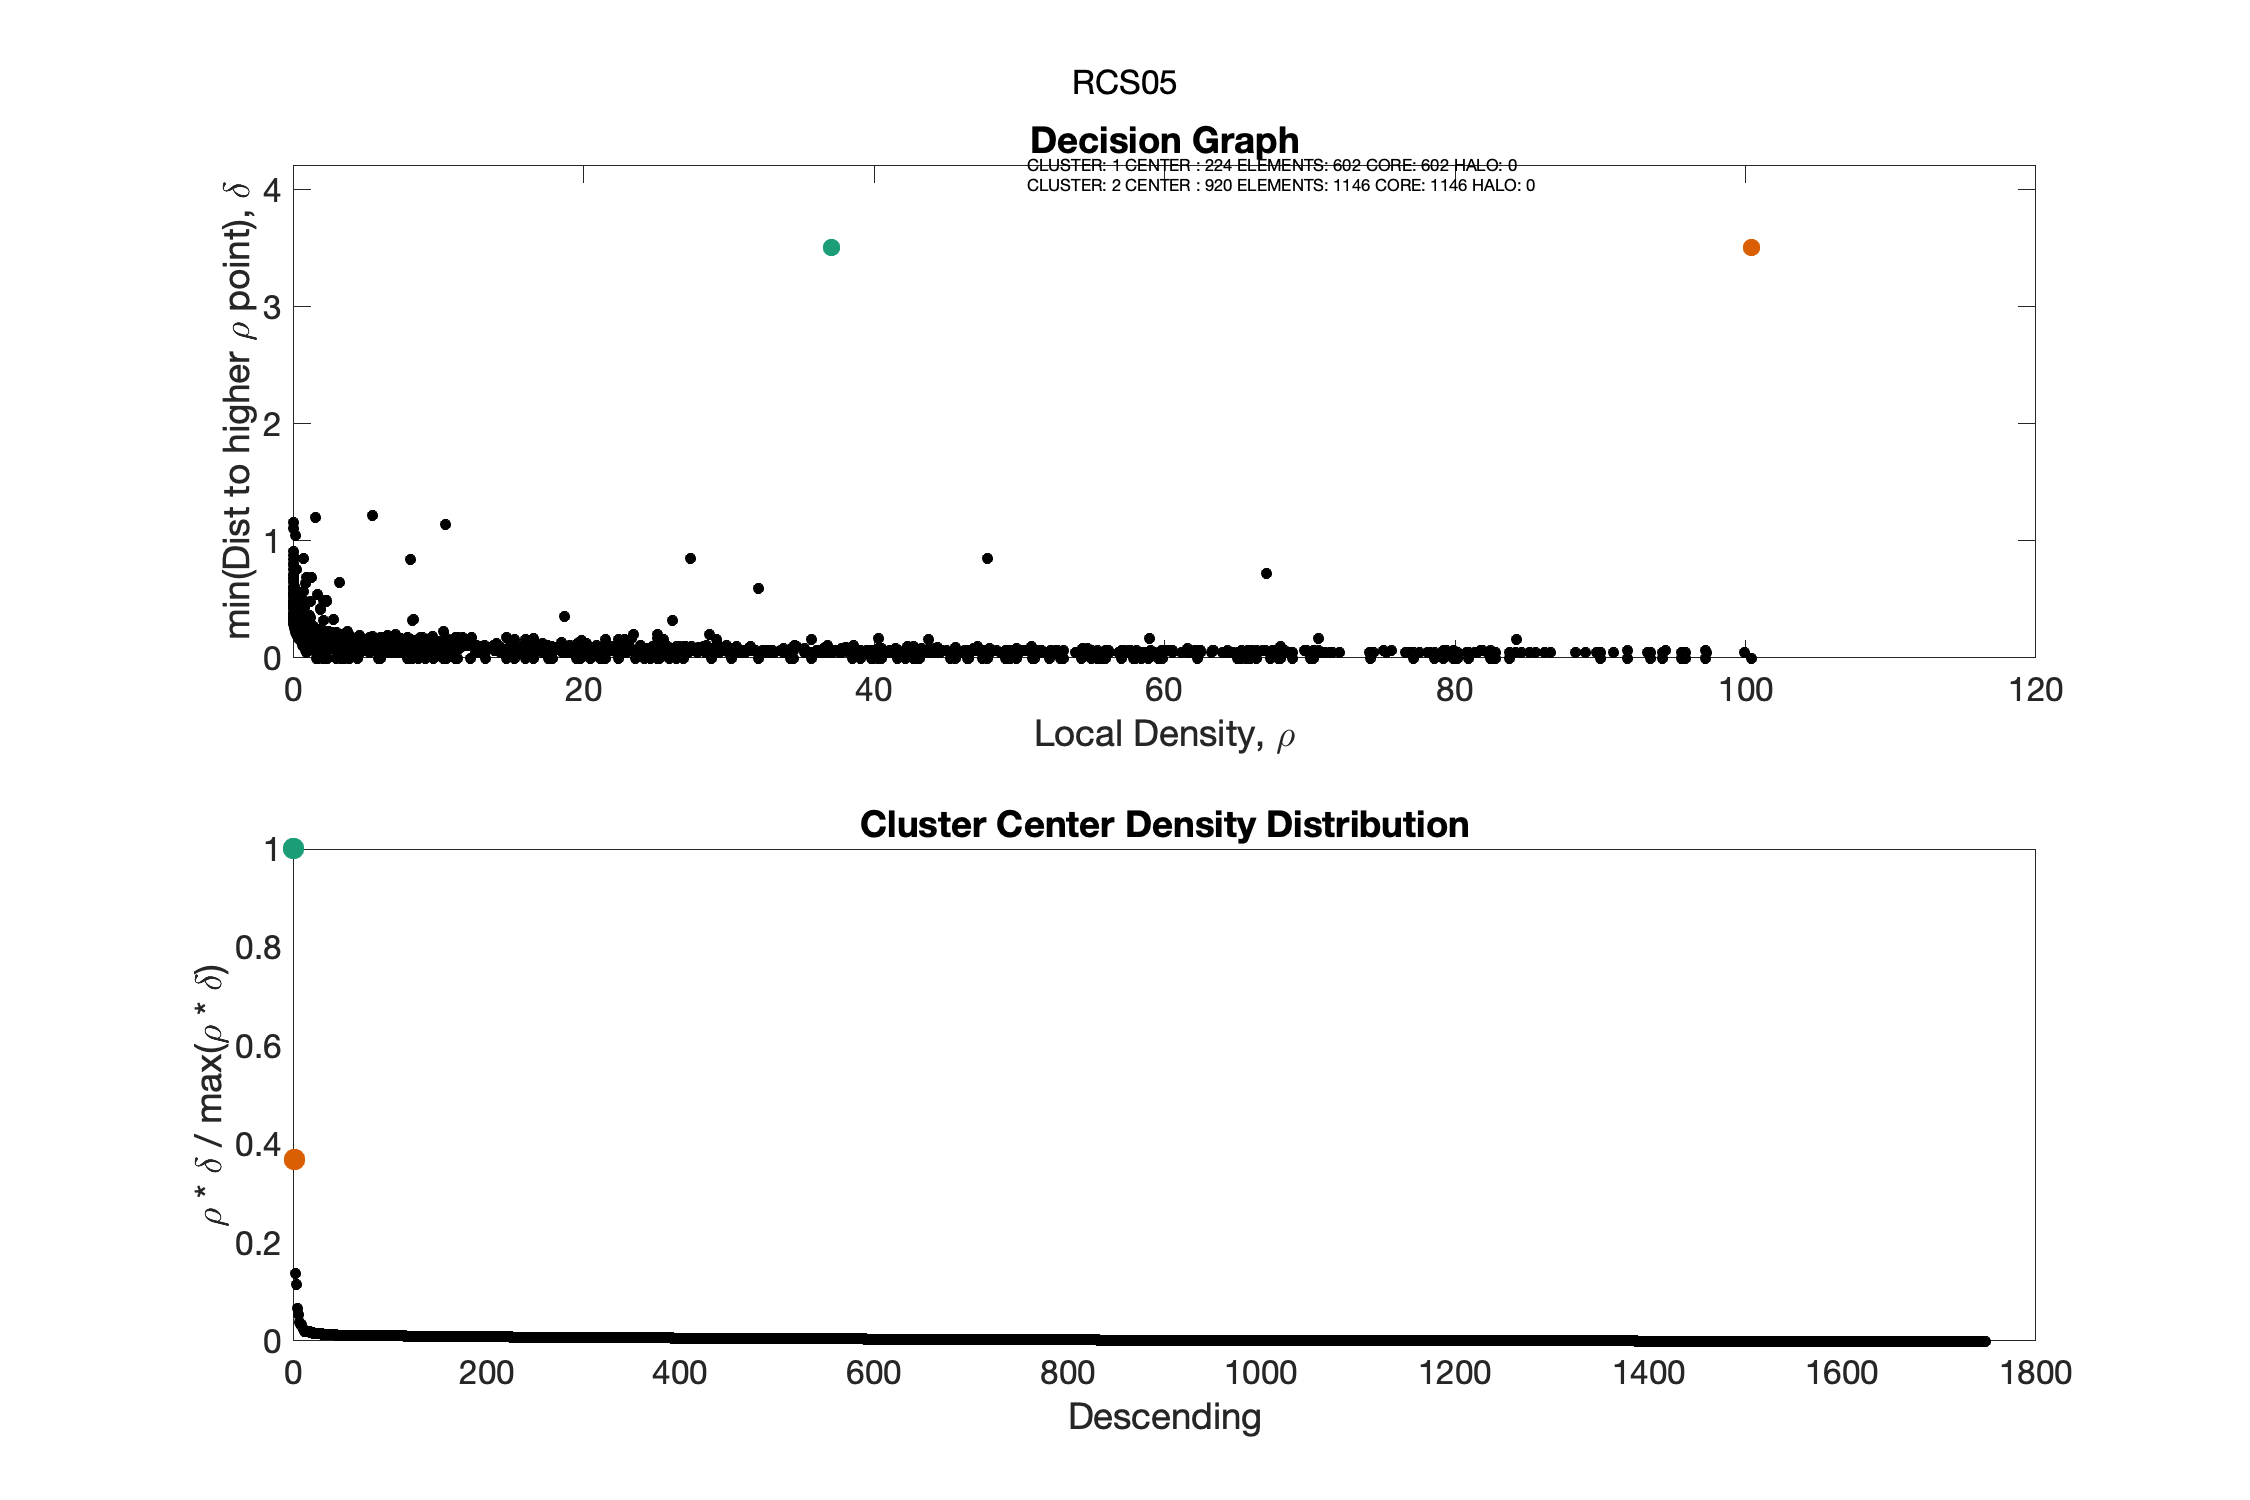 RCS05
Decision Graph
CLUSTER: 1 CENTER : 224 ELEMENTS: 602 CORE: 602 HALO: 0
CLUSTER: 2 CENTER : 920 ELEMENTS: 1146 CORE: 1146 HALO: 0
min(Dist to higher ρ point), δ
4
3
2
1
0
0 20 40 60 80 100 120
Local Density, ρ
Cluster Center Density Distribution
ρ * δ / max(ρ * δ)
1
0.8
0.6
0.4
0.2
0
0 200 400 600 800 1000 1200 1400 1600 1800
Descending